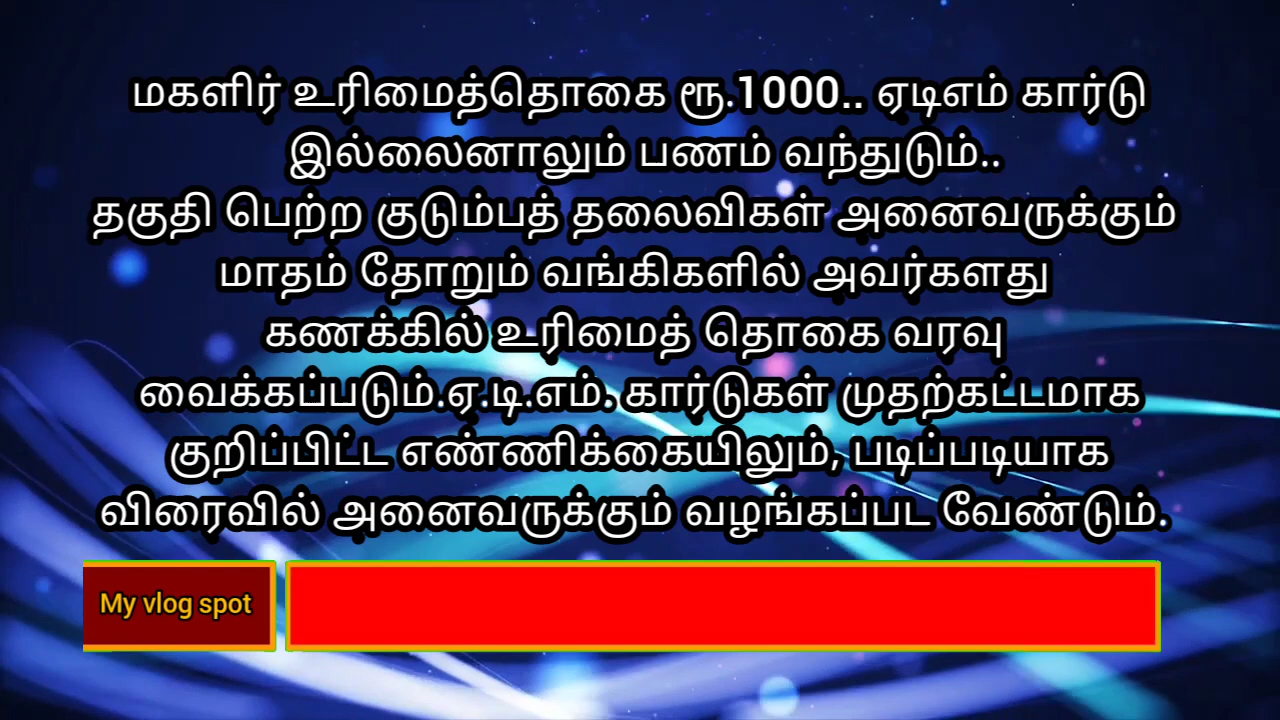 மகளிர் உரிமைத்தொகை ரூ.1000.. ஏடிஎம் கார்டு
இல்லைனாலும் பணம் வந்துடும்..
தகுதி பெற்ற குடும்பத் தலைவிகள் அனைவருக்கும்
மாதம் தோறும் வங்கிகளில் அவர்களது
கணக்கில் உரிமைத் தொகை வரவு
வைக்கப்படும்.ஏ.டி.எம். கார்டுகள் முதற்கட்டமாக
குறிப்பிட்ட எண்ணிக்கையிலும், படிப்படியாக
விரைவில் அனைவருக்கும் வழங்கப்பட வேண்டும்.
My vlog spot